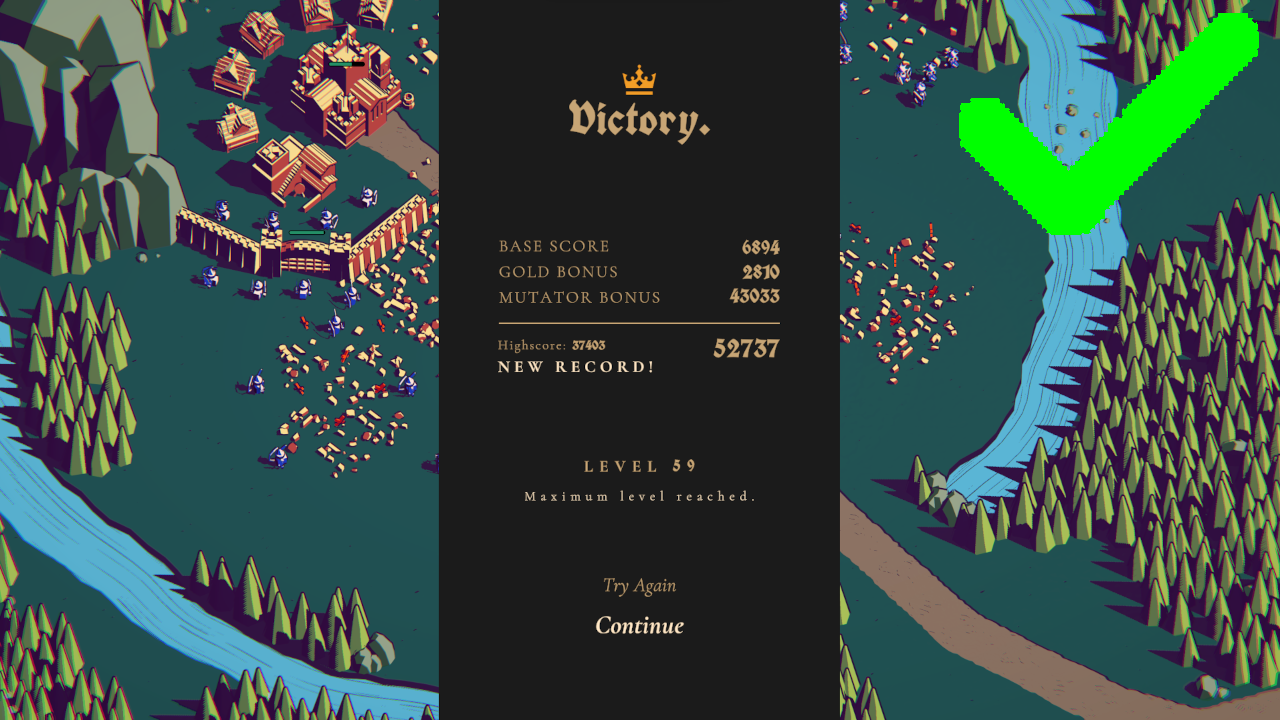 Victory.
BASE SCORE 6894
GOLD BONUS 2810
MUTATOR BONUS 43033
Highscore: 37403 52737
NEW RECORD!
LEVEL 59
Maximum level reached.
Try Again
Continue